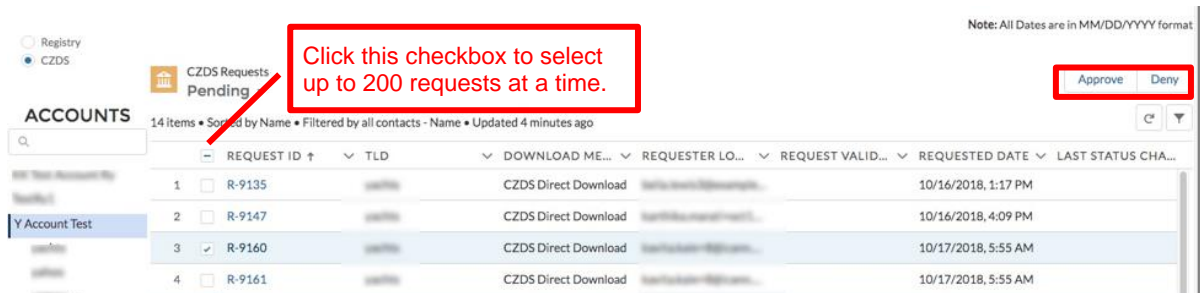 Note: All Dates are in MM/DD/YYYY format
Registry
CZDS
Click this checkbox to select
up to 200 requests at a time.
CZDS Requests
Pending
Approve Deny
ACCOUNTS
14 items • Sorted by Name • Filtered by all contacts - Name • Updated 4 minutes ago
REQUEST ID ↑ TLD DOWNLOAD ME... REQUESTER LO... REQUEST VALID... REQUESTED DATE LAST STATUS CHA...
1 R-9135 CZDS Direct Download 10/16/2018, 1:17 PM
Y Account Test
2 R-9147 CZDS Direct Download 10/16/2018, 4:09 PM
3 R-9160 CZDS Direct Download 10/17/2018, 5:55 AM
4 R-9161 CZDS Direct Download 10/17/2018, 5:55 AM